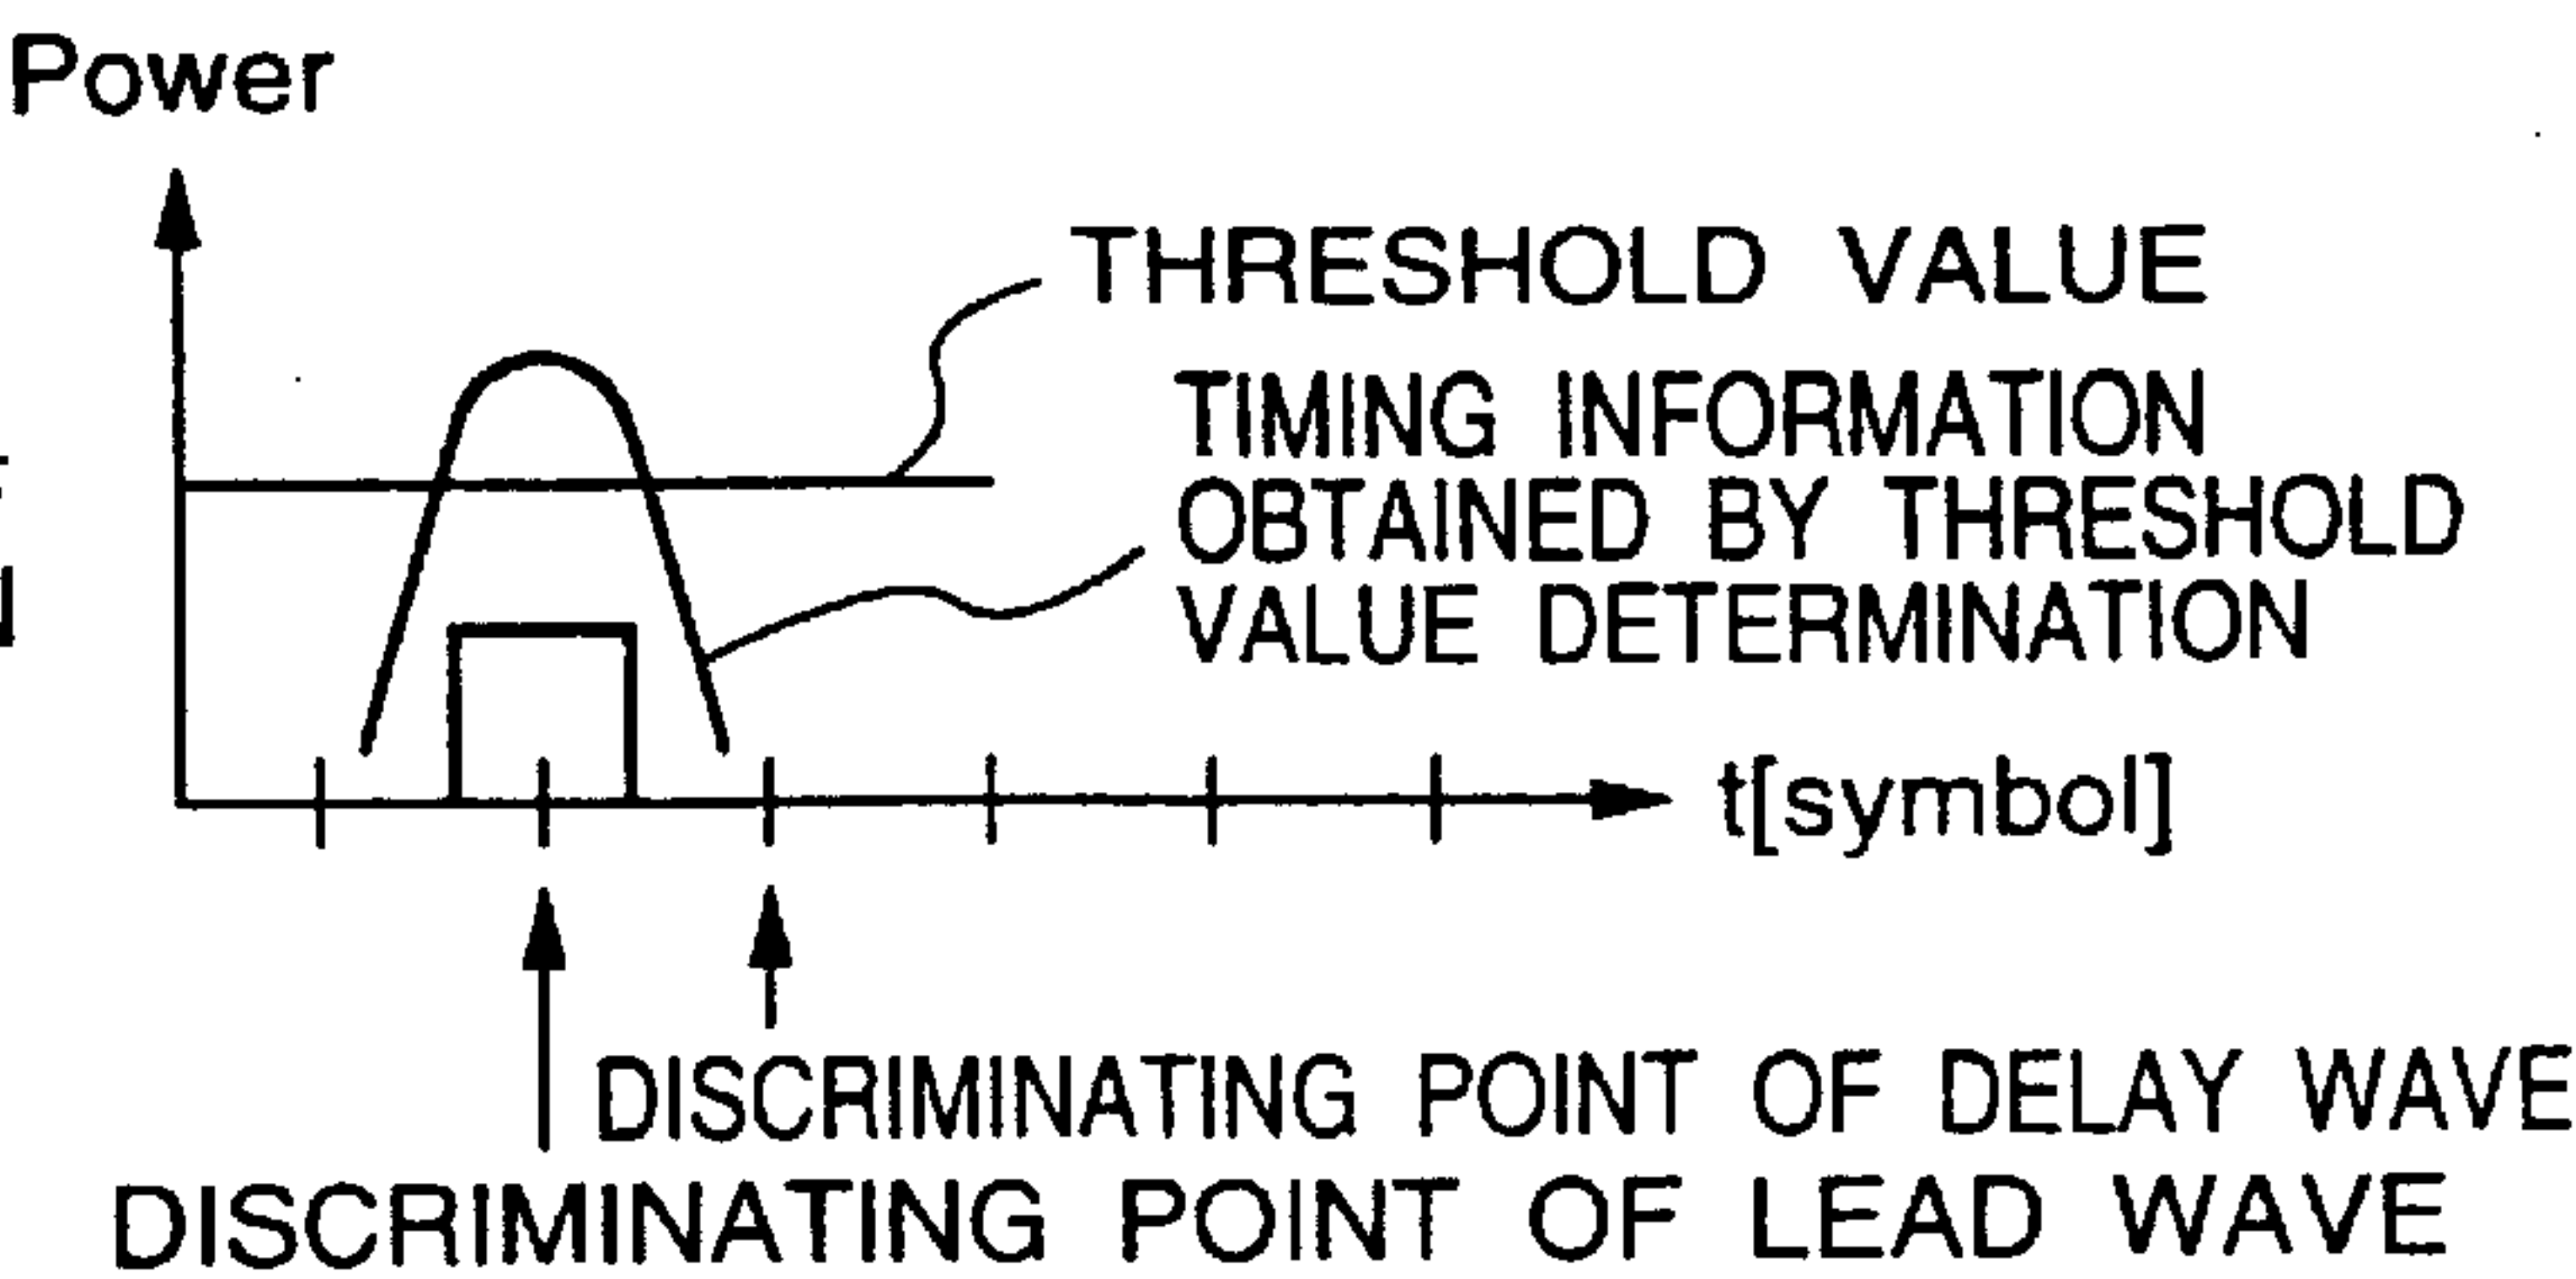 Power
THRESHOLD VALUE
TIMING INFORMATION
OBTAINED BY THRESHOLD
VALUE DETERMINATION
t[symbol]
DISCRIMINATING POINT OF DELAY WAVE
DISCRIMINATING POINT OF LEAD WAVE